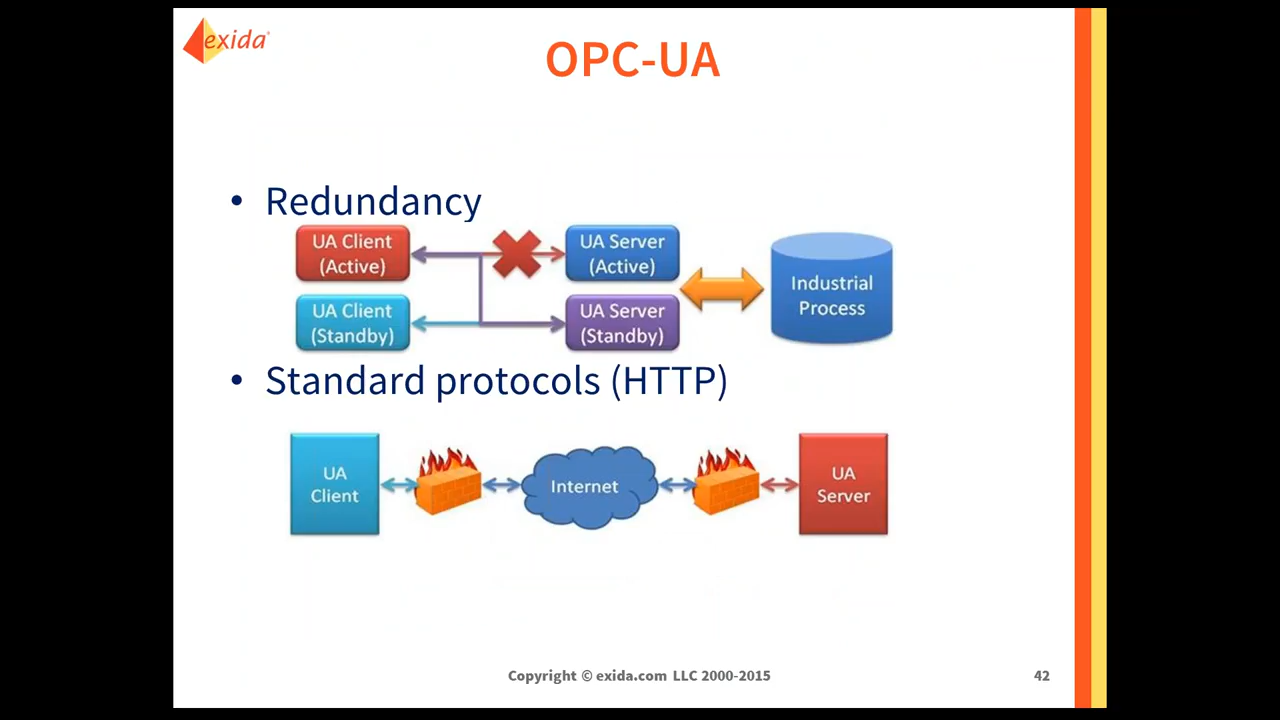 exida
OPC-UA
• Redundancy
UA Client
(Active)
UA Server
(Active)
UA Client
(Standby)
UA Server
(Standby)
Industrial
Process
• Standard protocols (HTTP)
UA
Client
Internet
UA
Server
Copyright © exida.com LLC 2000-2015
42